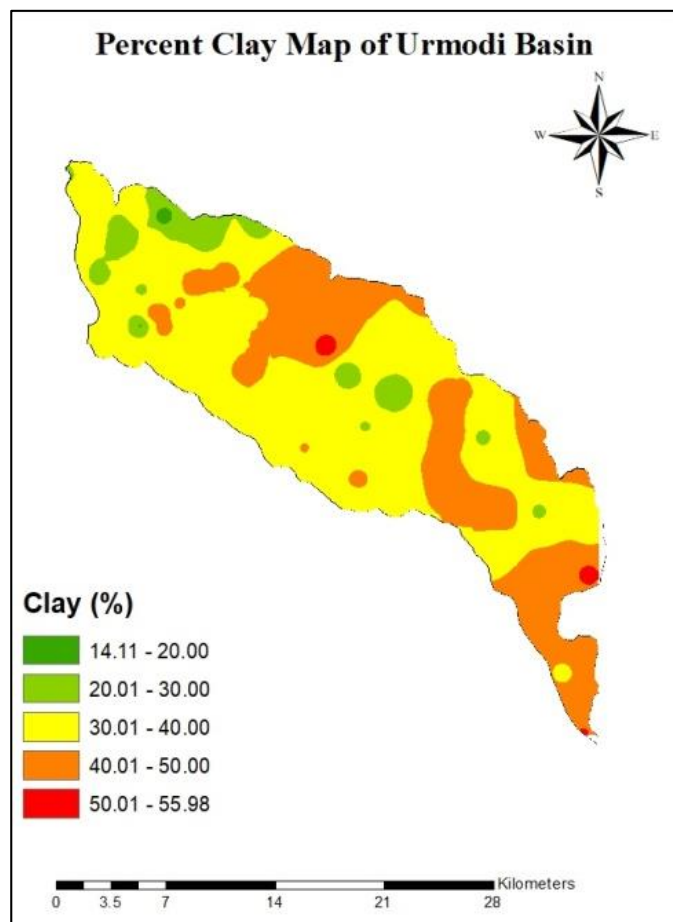 Percent Clay Map of Urmodi Basin
N
W E
S
Clay (%)
14.11 - 20.00
20.01 - 30.00
30.01 - 40.00
40.01 - 50.00
50.01 - 55.98
Kilometers
0 3.5 7 14 21 28